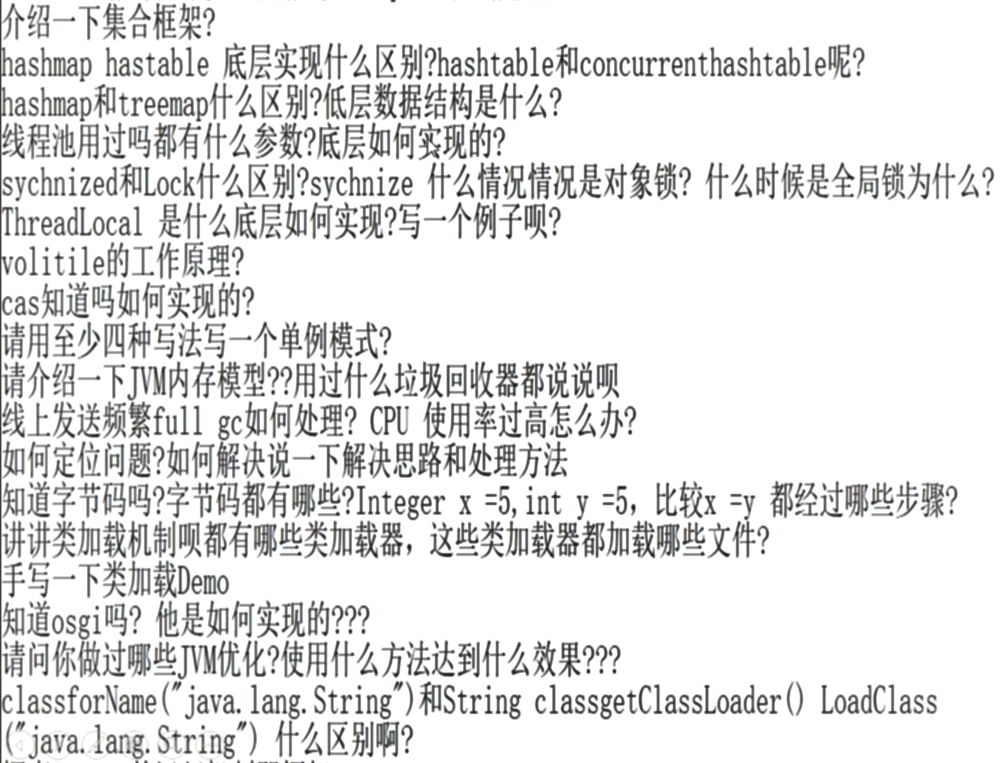 介绍一下集合框架?
hashmap hastable 底层实现什么区别?hashtable和concurrenthashtable呢?
hashmap和treemap什么区别?低层数据结构是什么?
线程池用过吗都有什么参数?底层如何实现的?
sychnized和Lock什么区别?sychnize 什么情况情况是对象锁? 什么时候是全局锁为什么?
ThreadLocal 是什么底层如何实现?写一个例子呗?
volitile的工作原理?
cas知道吗如何实现的?
请用至少四种写法写一个单例模式?
请介绍一下JVM内存模型??用过什么垃圾回收器都说说呗
线上发送频繁full gc如何处理? CPU 使用率过高怎么办?
如何定位问题?如何解决说一下解决思路和处理方法
知道字节码吗?字节码都有哪些?Integer x =5,int y =5, 比较x =y 都经过哪些步骤?
讲讲类加载机制呗都有哪些类加载器, 这些类加载器都加载哪些文件?
手写一下类加载Demo
知道osgi吗? 他是如何实现的???
请问你做过哪些JVM优化?使用什么方法达到什么效果???
classforName("java.lang.String")和String classgetClassLoader() LoadClass
("java.lang.String") 什么区别啊?